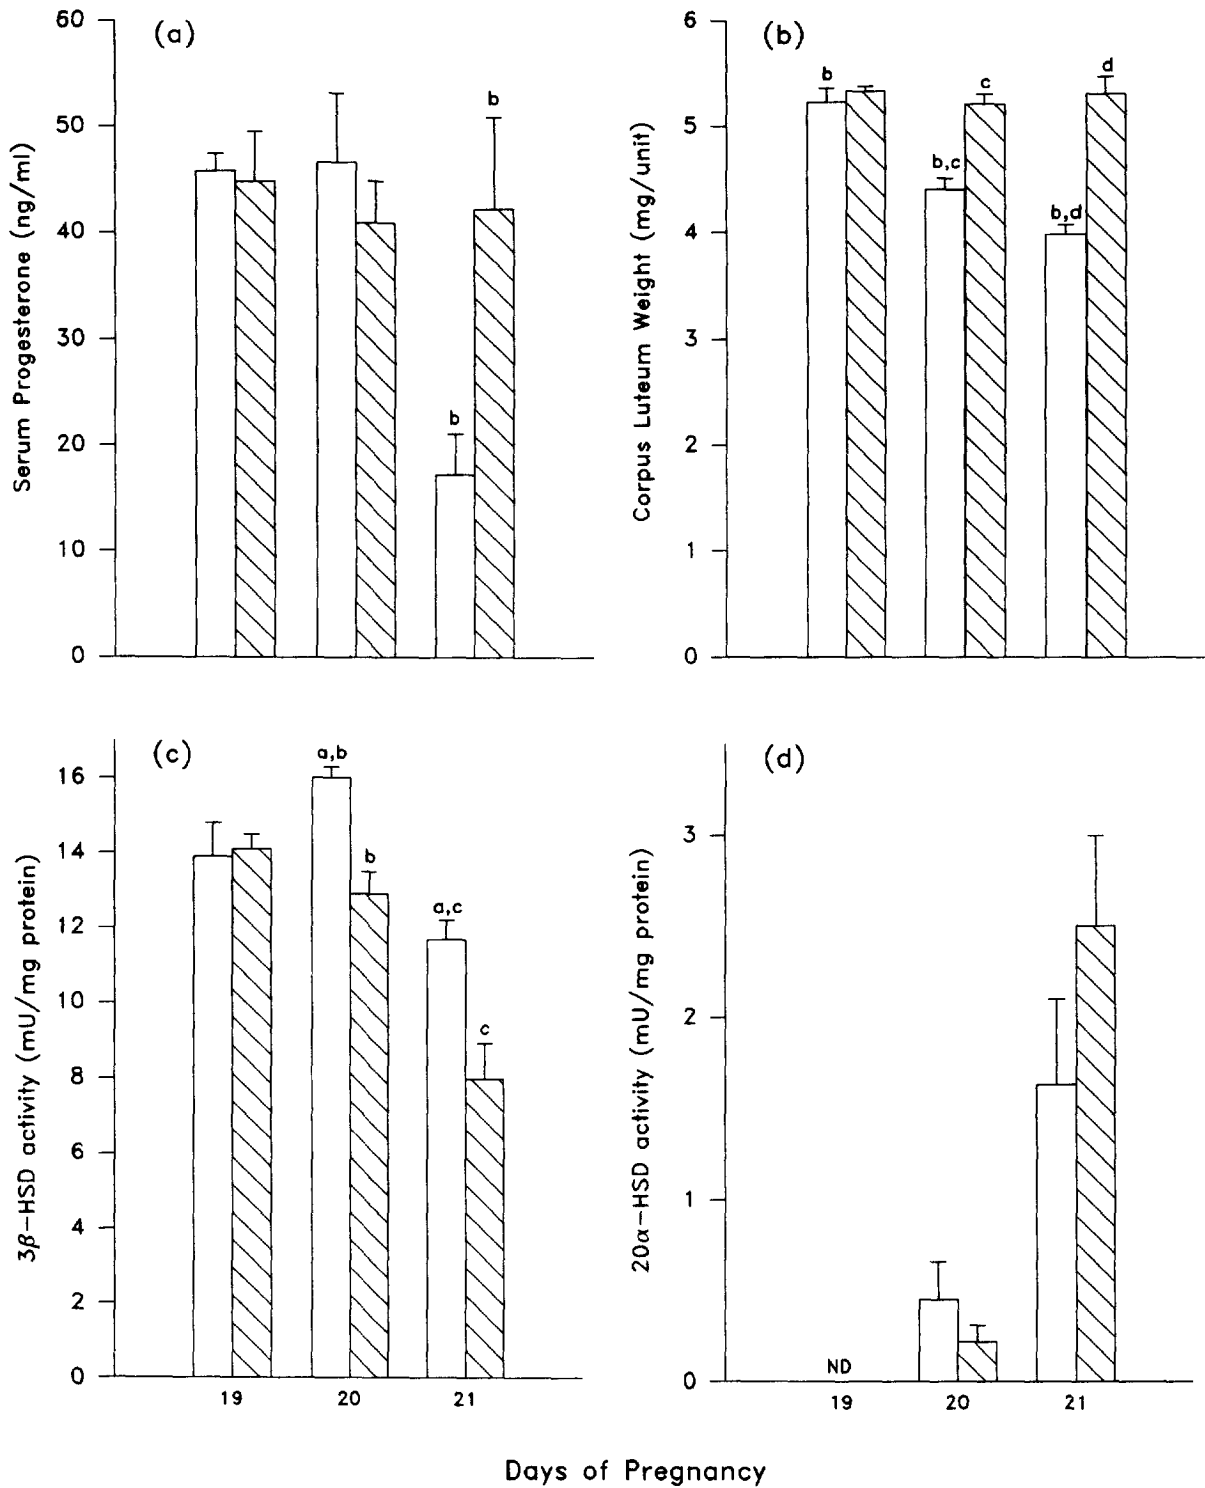 (a)
Serum Progesterone (ng/ml)
60
50
40
30
20
10
0
b
b
(b)
Corpus Luteum Weight (mg/unit)
6
5
4
3
2
1
0
b
b,c
c
b,d
d
(c)
3β-HSD activity (mU/mg protein)
16
14
12
10
8
6
4
2
0
a,b
b
a,c
c
19
20
21
(d)
20α-HSD activity (mU/mg protein)
3
2
1
0
ND
19
20
21
Days of Pregnancy